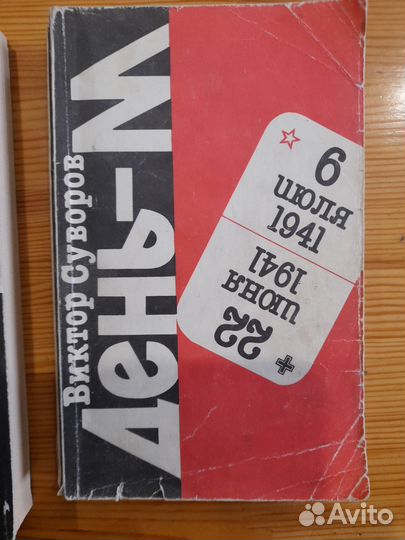 Виктор Суворов
День-М
6
июля
1941
22
июня
1941
Avito